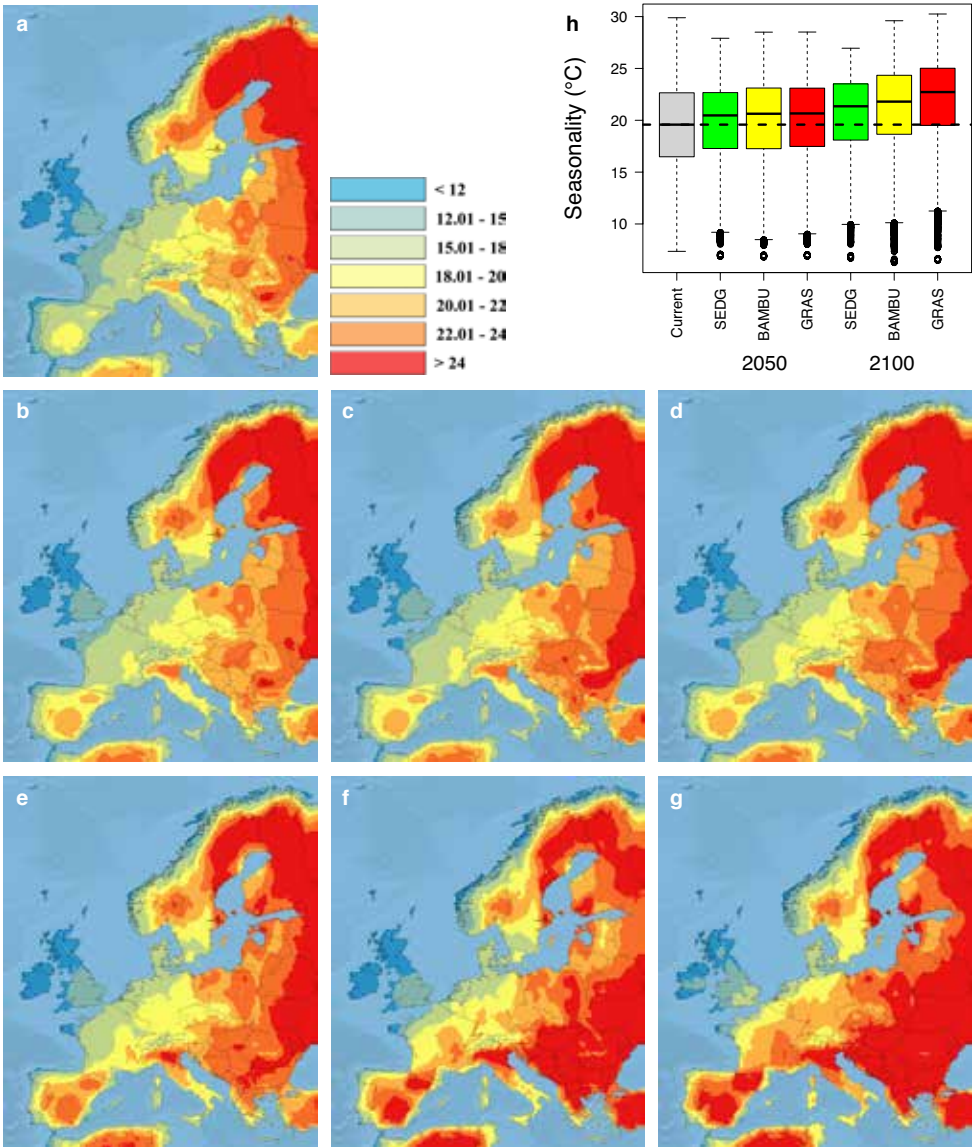 a
< 12
12.01 - 15
15.01 - 18
18.01 - 20
20.01 - 22
22.01 - 24
> 24
h
Seasonality (°C)
30
25
20
15
10
Current
SEDG
BAMBU
GRAS
SEDG
BAMBU
GRAS
2050
2100
b
c
d
e
f
g